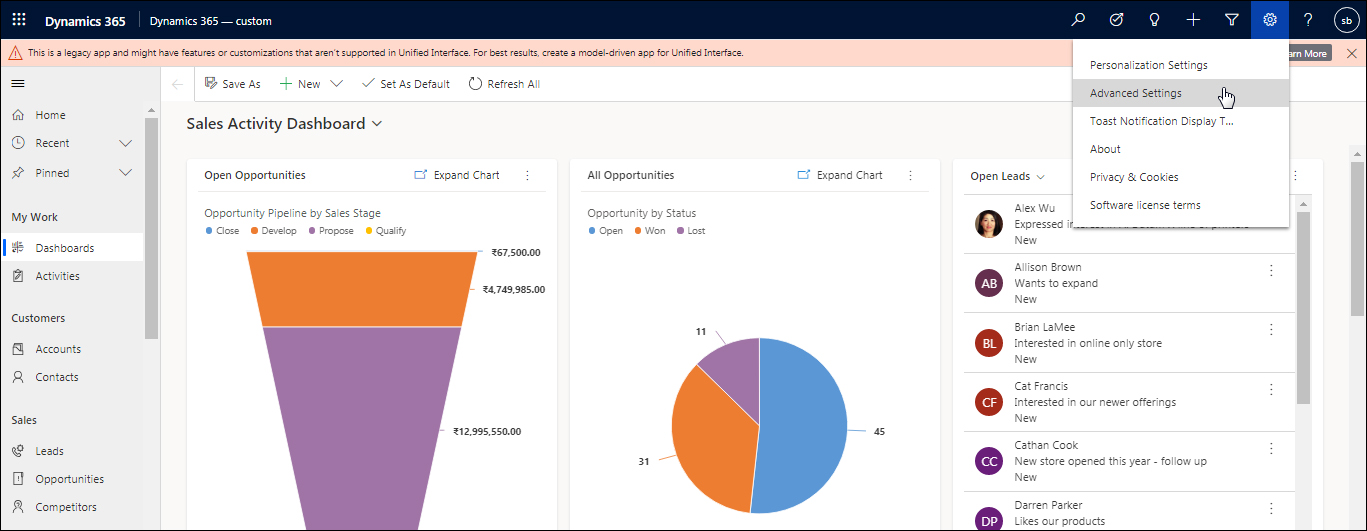 Dynamics 365
Dynamics 365 — custom
sb
This is a legacy app and might have features or customizations that aren't supported in Unified Interface. For best results, create a model-driven app for Unified Interface.
More
Personalization Settings
Advanced Settings
Toast Notification Display T...
About
Privacy & Cookies
Software license terms
Save As
New
Set As Default
Refresh All
Home
Recent
Pinned
My Work
Dashboards
Activities
Customers
Accounts
Contacts
Sales
Leads
Opportunities
Competitors
Sales Activity Dashboard
Open Opportunities
Expand Chart
Opportunity Pipeline by Sales Stage
Close Develop Propose Qualify
₹67,500.00
₹4,749,985.00
₹12,995,550.00
All Opportunities
Expand Chart
Opportunity by Status
Open Won Lost
11
45
31
Open Leads
Alex Wu
Expressed in
New
AB
Allison Brown
Wants to expand
New
BL
Brian LaMee
Interested in online only store
New
CF
Cat Francis
Interested in our newer offerings
New
CC
Cathan Cook
New store opened this year - follow up
New
DP
Darren Parker
Likes our products